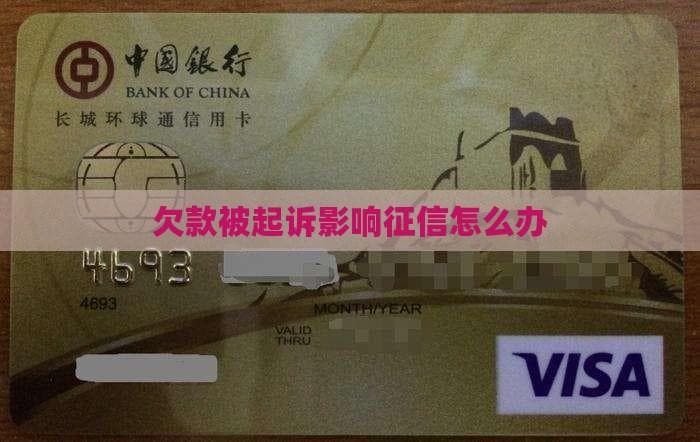 中國銀行
BANK OF CHINA
长城环球通信用卡
欠款被起诉影响征信怎么办
4693
4693
MONTH/YEAR
VALID
THRU
VISA